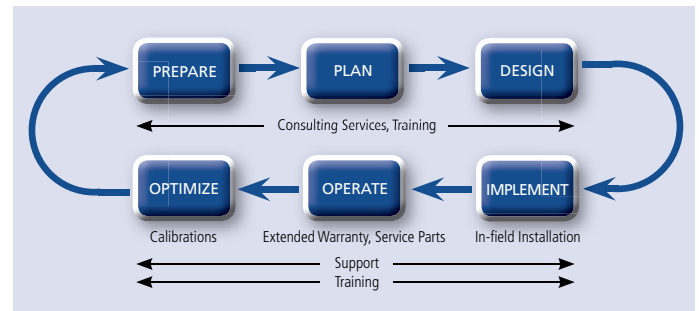 PREPARE PLAN DESIGN
Consulting Services, Training
OPTIMIZE OPERATE IMPLEMENT
Calibrations Extended Warranty, Service Parts In-field Installation
Support
Training